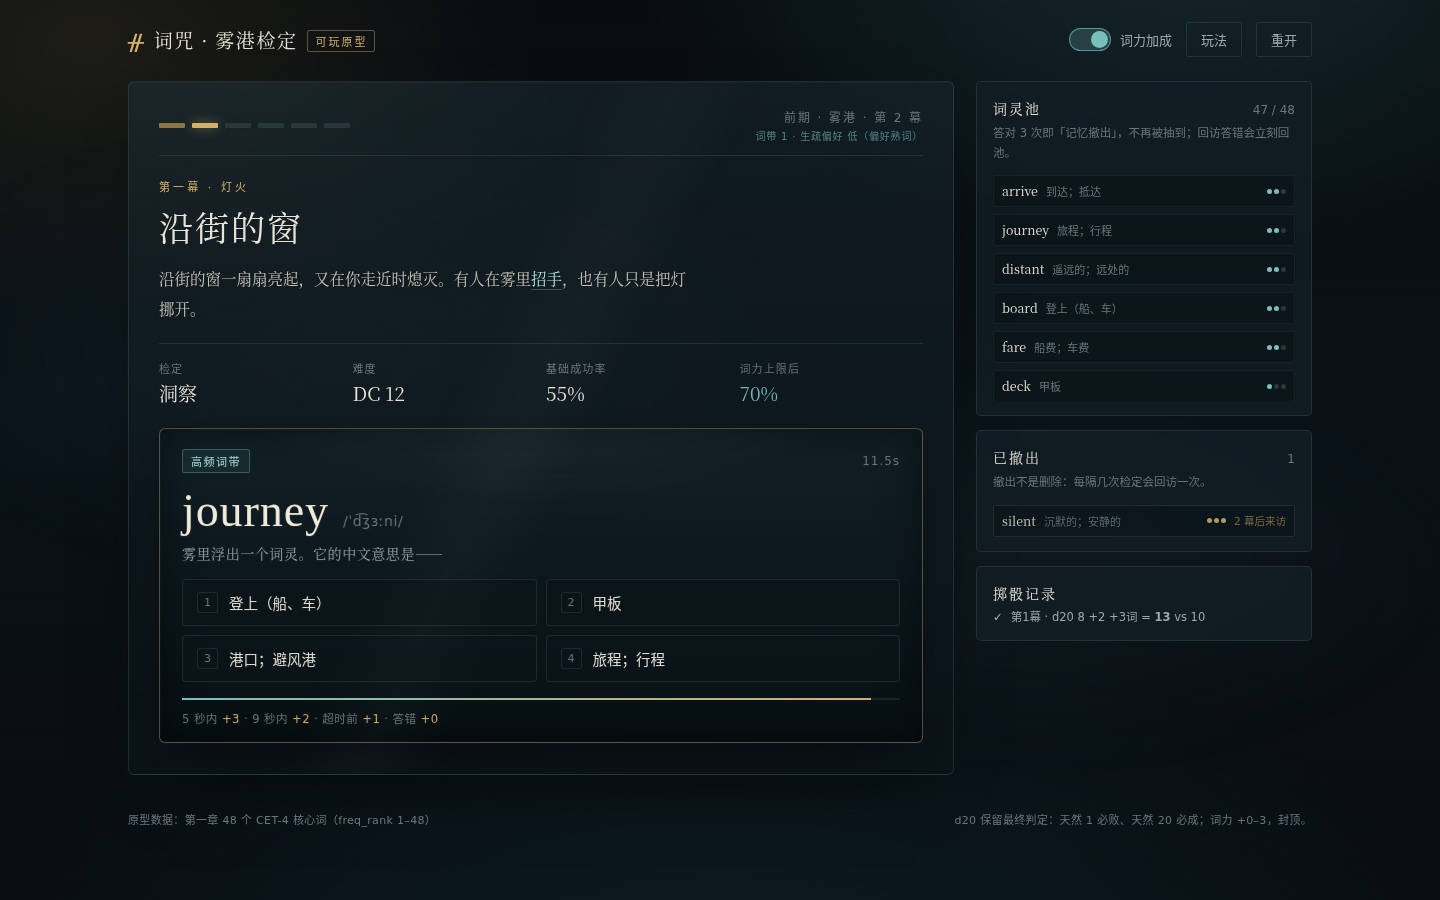 # 词咒 · 雾港检定 可玩原型
词力加成 玩法 重开
前期 · 雾港 · 第 2 幕
词带 1 · 生疏偏好 低（偏好熟词）
第一幕 · 灯火
沿街的窗
沿街的窗一扇扇亮起，又在你走近时熄灭。有人在雾里招手，也有人只是把灯
挪开。
检定 难度 基础成功率 词力上限后
洞察 DC 12 55% 70%
高频词带 11.5s
journey /ˈd͡ʒɜːni/
雾里浮出一个词灵。它的中文意思是——
1 登上（船、车）
2 甲板
3 港口；避风港
4 旅程；行程
5 秒内 +3 · 9 秒内 +2 · 超时前 +1 · 答错 +0
词灵池 47 / 48
答对 3 次即「记忆撤出」，不再被抽到；回访答错会立刻回
池。
arrive 到达；抵达
journey 旅程；行程
distant 遥远的；远处的
board 登上（船、车）
fare 船费；车费
deck 甲板
已撤出 1
撤出不是删除：每隔几次检定会回访一次。
silent 沉默的；安静的 2 幕后来访
掷骰记录
✓ 第1幕 · d20 8 +2 +3词 = 13 vs 10
原型数据：第一章 48 个 CET-4 核心词（freq_rank 1–48）
d20 保留最终判定：天然 1 必败、天然 20 必成；词力 +0–3，封顶。